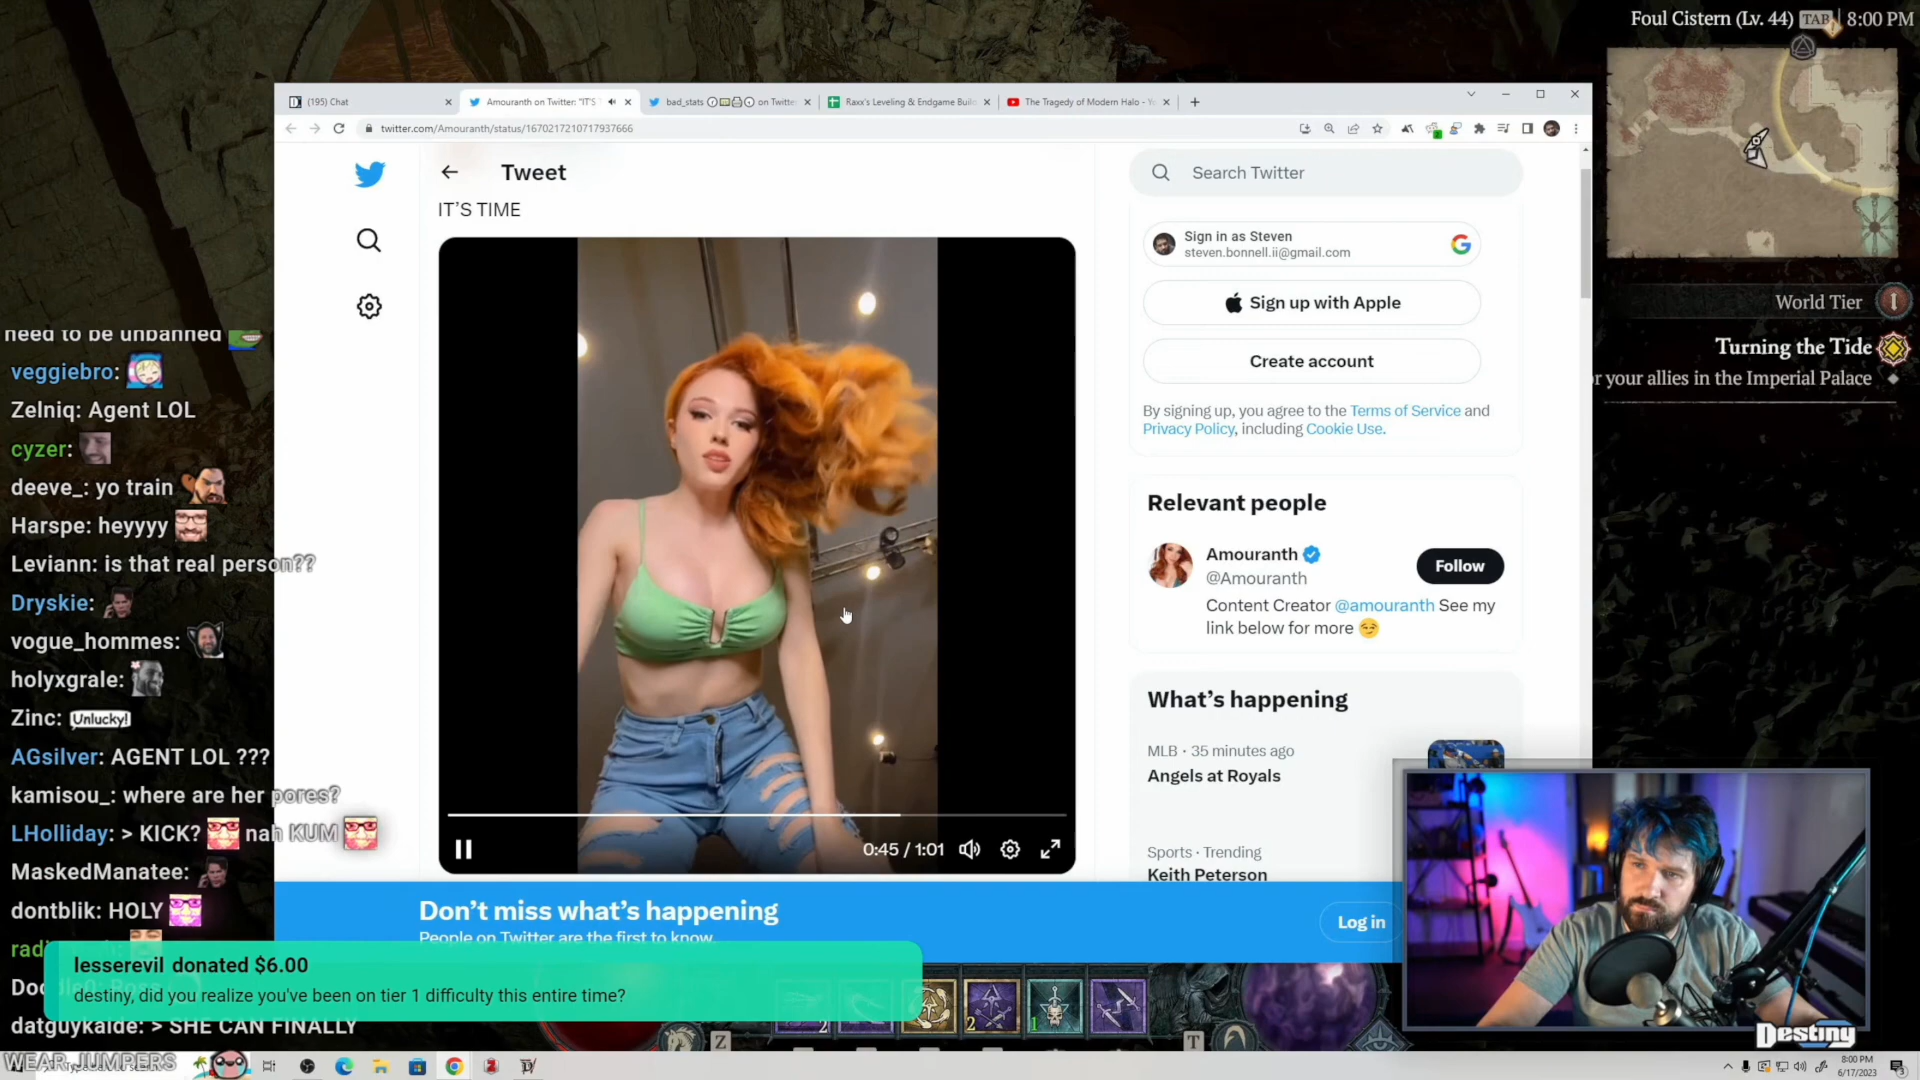 Foul Cistern (Lv. 44) TAB 8:00 PM
(195) Chat
Amouranth on Twitter: "IT'S T
bad_stats
on Twitte
Raxx's Leveling & Endgame Buil
The Tragedy of Modern Halo - Y
twitter.com/Amouranth/status/1670217210717937666
Tweet
Search Twitter
IT'S TIME
Sign in as Steven
steven.bonnell.ii@gmail.com
Sign up with Apple
Create account
By signing up, you agree to the Terms of Service and
Privacy Policy, including Cookie Use.
Relevant people
Amouranth
@Amouranth
Follow
Content Creator @amouranth See my
link below for more 😏
What's happening
MLB · 35 minutes ago
Angels at Royals
Sports · Trending
Keith Peterson
0:45 / 1:01
Don't miss what's happening
People on Twitter are the first to know.
Log in
World Tier I
Turning the Tide
r your allies in the Imperial Palace
need to be unbanned
veggiebro:
Zelniq: Agent LOL
cyzer:
deeve_: yo train
Harspe: heyyyy
Leviann: is that real person??
Dryskie:
vogue_hommes:
holyxgrale:
Zinc: Unlucky!
AGsilver: AGENT LOL ???
kamisou_: where are her pores?
LHolliday: > KICK? nah KUM
MaskedManatee:
dontblik: HOLY
lesserevil donated $6.00
destiny, did you realize you've been on tier 1 difficulty this entire time?
datguykalde: > SHE CAN FINALLY
WEAR JUMPERS
2
2
1
Z
T
Destiny
8:00 PM
6/17/2023